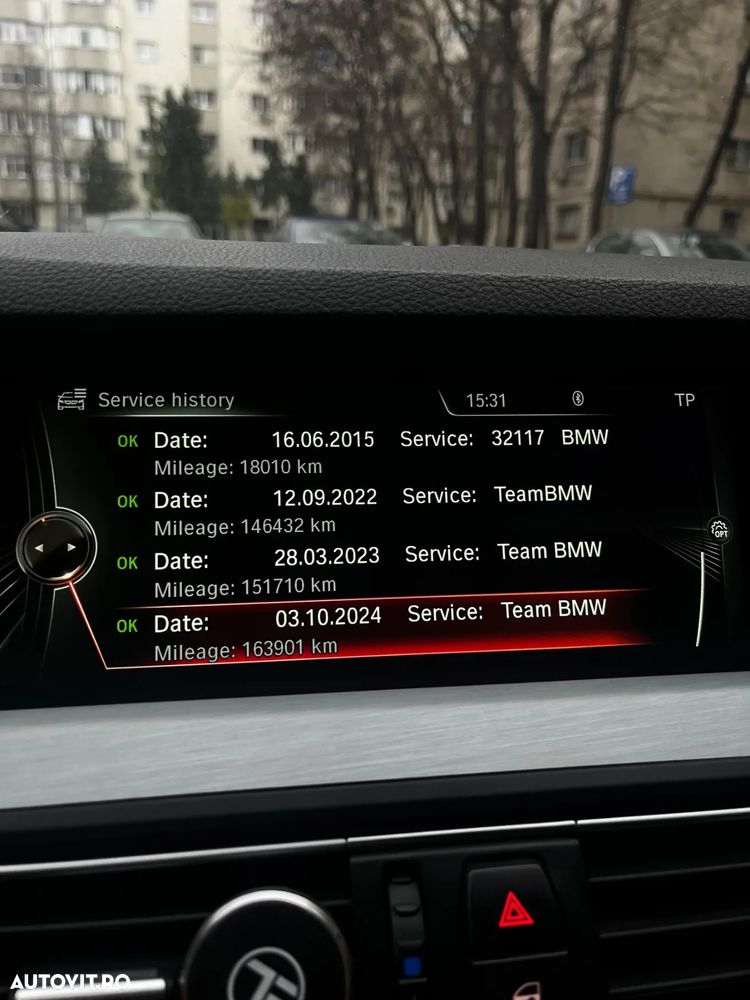 Service history 15:31 TP
OK Date: 16.06.2015 Service: 32117 BMW
Mileage: 18010 km
OK Date: 12.09.2022 Service: TeamBMW
Mileage: 146432 km
OPT
OK Date: 28.03.2023 Service: Team BMW
Mileage: 151710 km
OK Date: 03.10.2024 Service: Team BMW
Mileage: 163901 km
AUTOVIT.RO